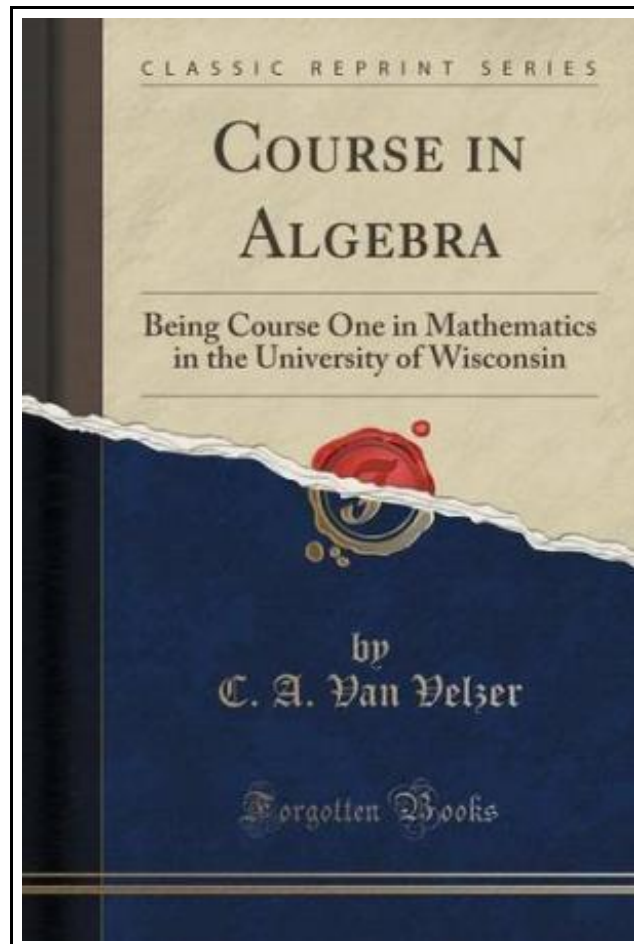 CLASSIC REPRINT SERIES
COURSE IN
ALGEBRA
Being Course One in Mathematics
in the University of Wisconsin
F
by
C. A. Van Velzer
Forgotten Books